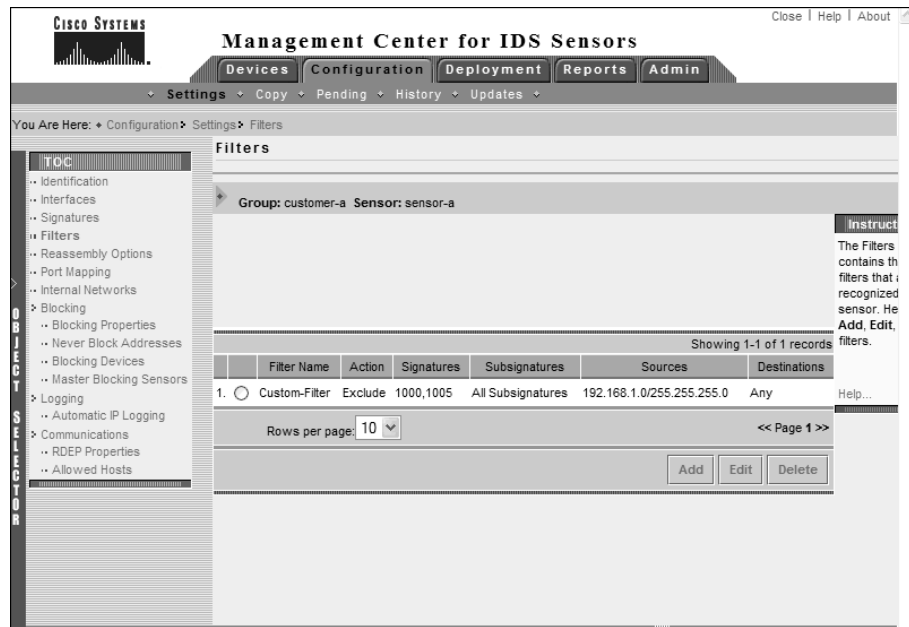 Close | Help | About
CISCO SYSTEMS
Management Center for IDS Sensors
Devices Configuration Deployment Reports Admin
Settings Copy Pending History Updates
You Are Here: Configuration Settings Filters
TOC
Identification
Interfaces
Signatures
Filters
Reassembly Options
Port Mapping
Internal Networks
Blocking
Blocking Properties
Never Block Addresses
Blocking Devices
Master Blocking Sensors
Logging
Automatic IP Logging
Communications
RDEP Properties
Allowed Hosts
OBJECT SELECTOR
Filters
Group: customer-a Sensor: sensor-a
Showing 1-1 of 1 records
Filter Name Action Signatures Subsignatures Sources Destinations
1. Custom-Filter Exclude 1000,1005 All Subsignatures 192.168.1.0/255.255.255.0 Any
Rows per page: 10 << Page 1 >>
Add Edit Delete
Instruct
The Filters
contains th
filters that a
recognized
sensor. He
Add, Edit,
filters.
Help...